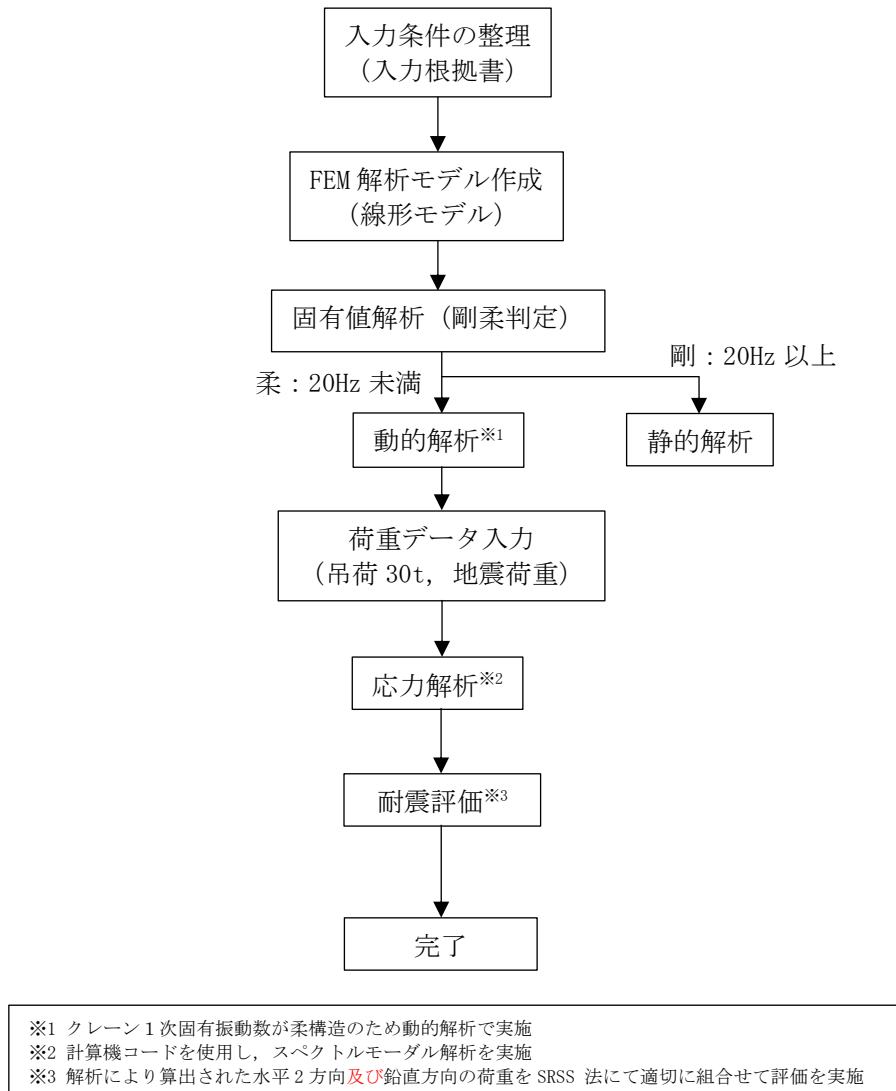 入力条件の整理
（入力根拠書）
FEM 解析モデル作成
（線形モデル）
固有値解析（剛柔判定）
剛：20Hz 以上
柔：20Hz 未満
動的解析※1
静的解析
荷重データ入力
（吊荷 30t, 地震荷重）
応力解析※2
耐震評価※3
完了
※1 クレーン１次固有振動数が柔構造のため動的解析で実施
※2 計算機コードを使用し，スペクトルモーダル解析を実施
※3 解析により算出された水平２方向及び鉛直方向の荷重を SRSS 法にて適切に組合せて評価を実施